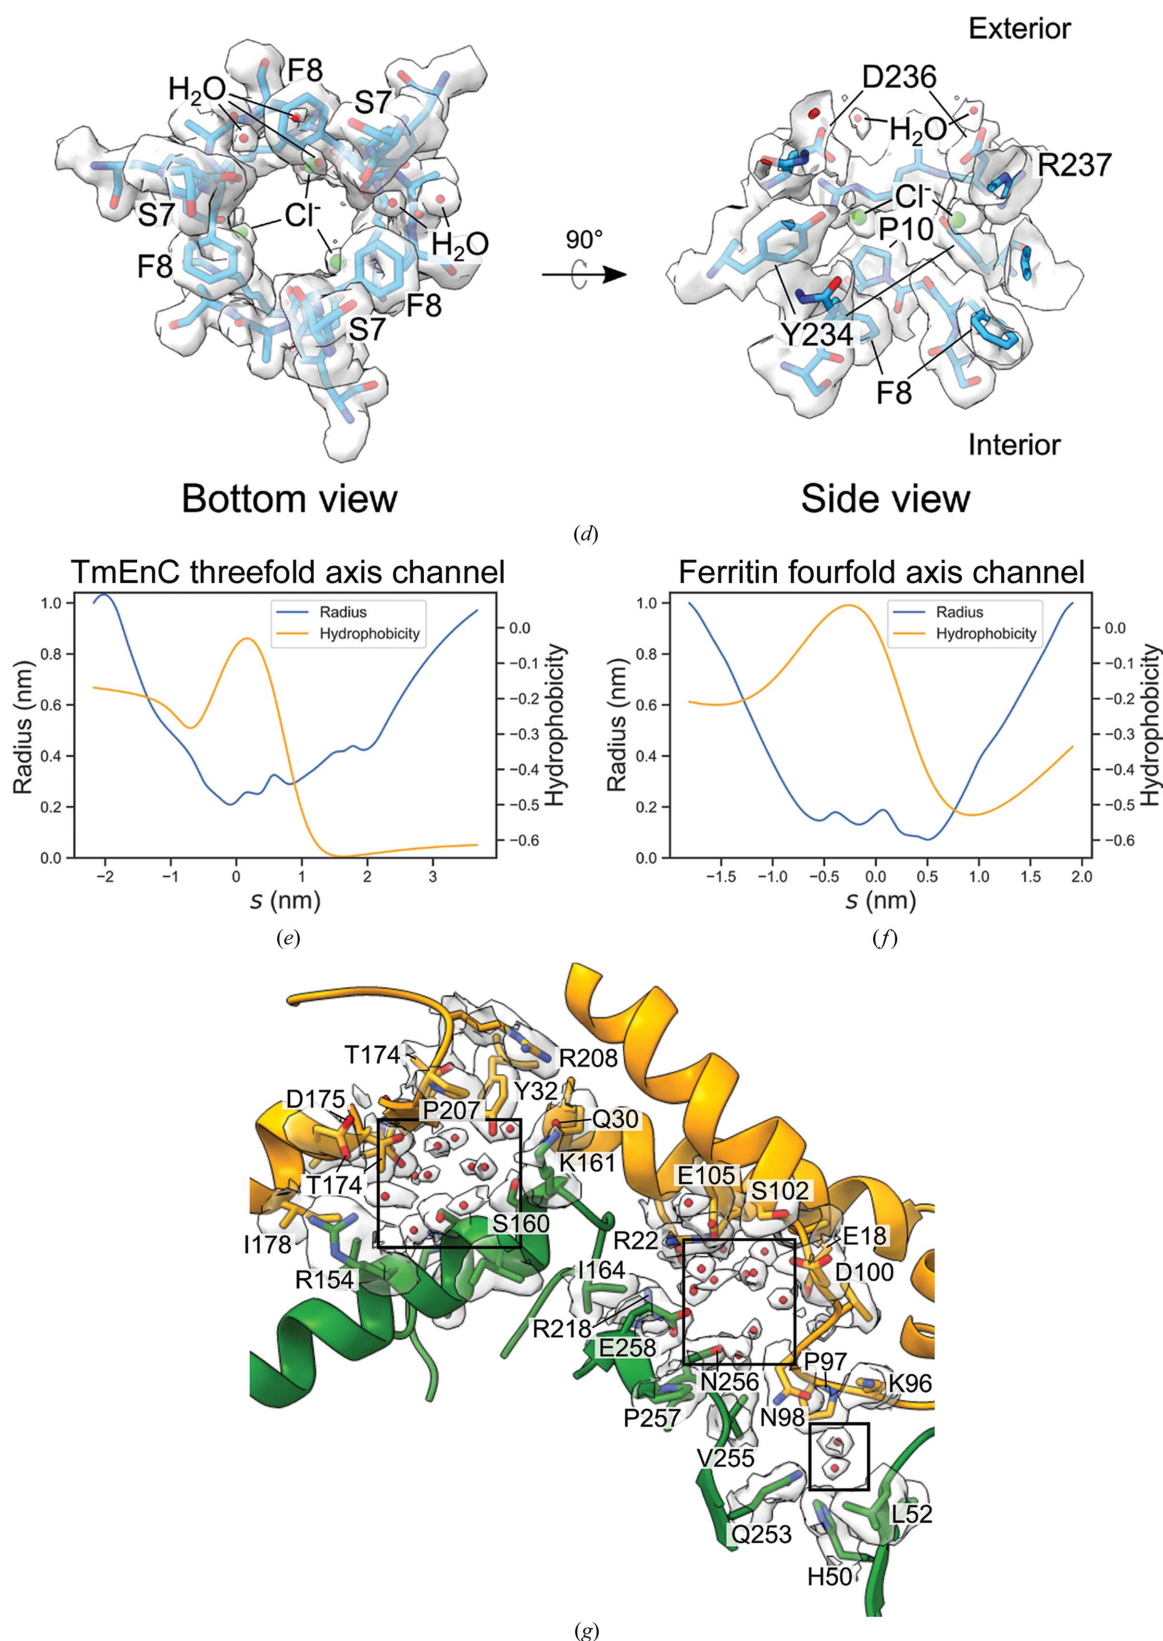 Exterior
F8
H₂O
S7
D236
H₂O
R237
Cl⁻
P10
S7
Cl⁻
H₂O
F8
F8
S7
90°
Y234
F8
Interior
Bottom view
Side view
(d)
TmEnC threefold axis channel
Radius
Hydrophobicity
1.0
0.8
0.6
0.4
0.2
0.0
Radius (nm)
0.0
−0.1
−0.2
−0.3
−0.4
−0.5
−0.6
Hydrophobicity
−2 −1 0 1 2 3
s (nm)
(e)
Ferritin fourfold axis channel
Radius
Hydrophobicity
1.0
0.8
0.6
0.4
0.2
0.0
Radius (nm)
0.0
−0.1
−0.2
−0.3
−0.4
−0.5
−0.6
Hydrophobicity
−1.5 −1.0 −0.5 0.0 0.5 1.0 1.5 2.0
s (nm)
(f)
T174
R208
Y32
D175
P207
Q30
K161
T174
E105
S102
S160
R22
E18
I178
R154
I164
D100
R218
E258
P97
N256
K96
P257
N98
V255
Q253
L52
H50
(g)